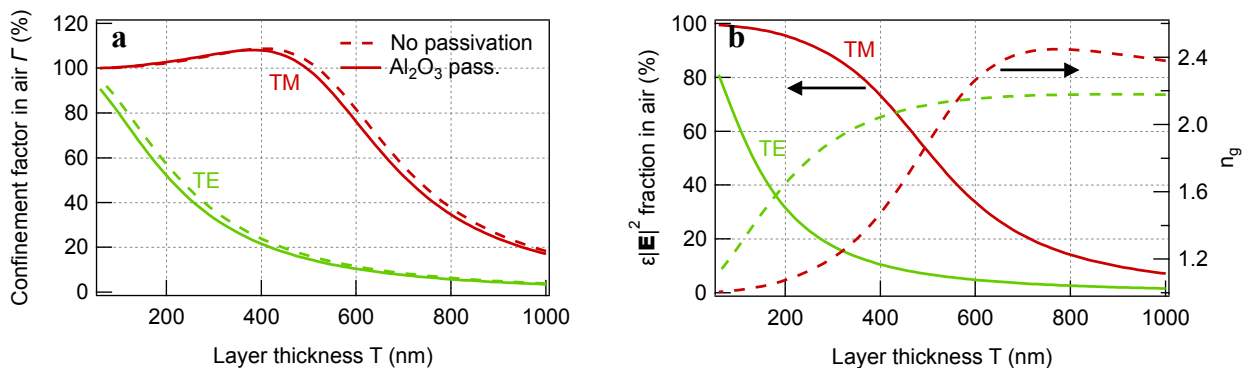 a
No passivation
Al₂O₃ pass.
TM
TE
Confinement factor in air Γ (%)
120
100
80
60
40
20
0
200
400
600
800
1000
Layer thickness T (nm)
b
TM
TE
ε|E|² fraction in air (%)
100
80
60
40
20
0
2.4
2.0
1.6
1.2
n_g
200
400
600
800
1000
Layer thickness T (nm)